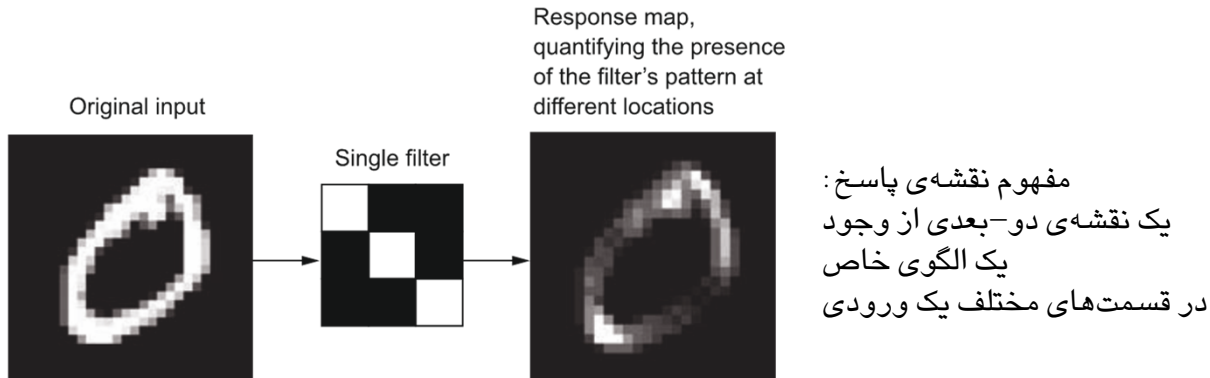 Original input
Single filter
Response map,
quantifying the presence
of the filter's pattern at
different locations
مفهوم نقشه‌ی پاسخ:
یک نقشه‌ی دو–بعدی از وجود
یک الگوی خاص
در قسمت‌های مختلف یک ورودی